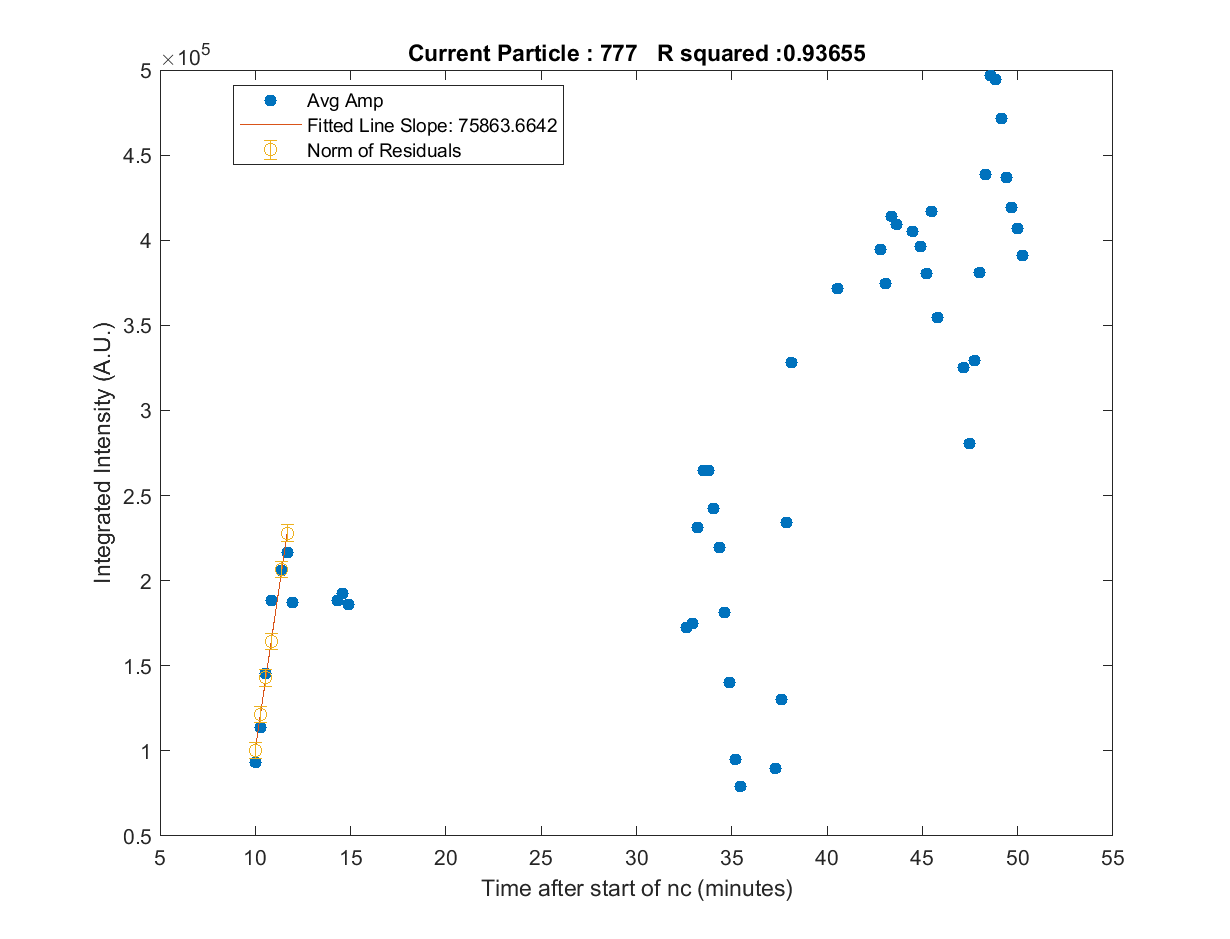 Current Particle : 777 R squared :0.93655
×10^5
Avg Amp
Fitted Line Slope: 75863.6642
Norm of Residuals
5
4.5
4
3.5
3
2.5
2
1.5
1
0.5
Integrated Intensity (A.U.)
5 10 15 20 25 30 35 40 45 50 55
Time after start of nc (minutes)